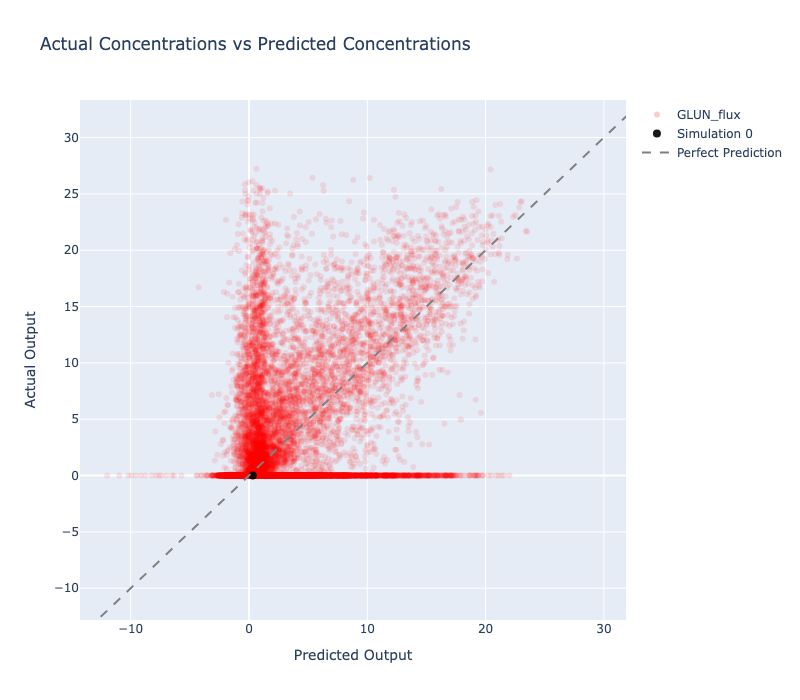 Actual Concentrations vs Predicted Concentrations
GLUN_flux
Simulation 0
Perfect Prediction
30
25
20
15
10
5
0
−5
−10
Actual Output
−10
0
10
20
30
Predicted Output